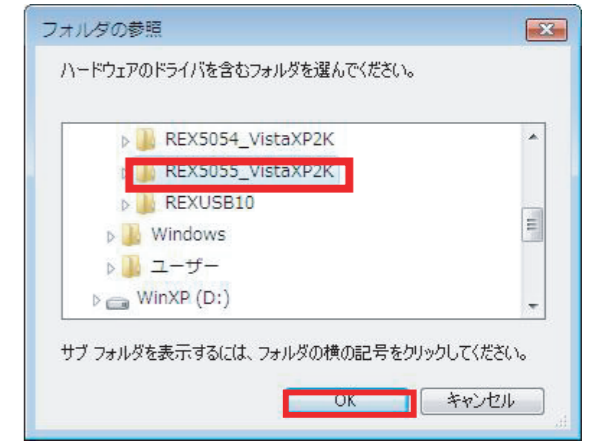 フォルダの参照
ハードウェアのドライバを含むフォルダを選んでください。
REX5054_VistaXP2K
REX5055_VistaXP2K
REXUSB10
Windows
ユーザー
WinXP (D:)
サブ フォルダを表示するには、フォルダの横の記号をクリックしてください。
OK
キャンセル